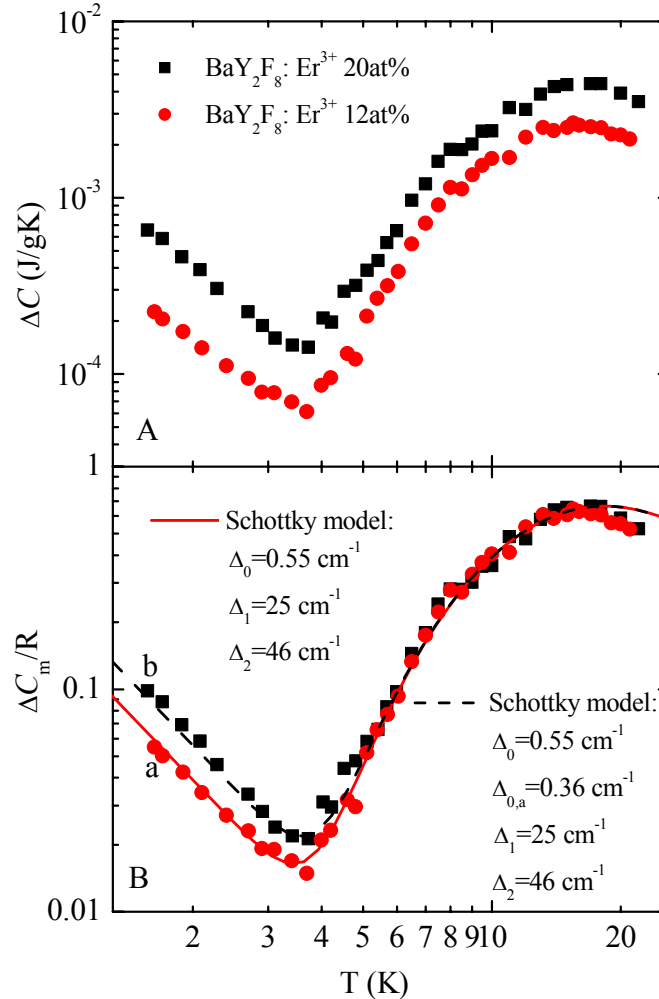 10⁻²
BaY₂F₈: Er³⁺ 20at%
BaY₂F₈: Er³⁺ 12at%
10⁻³
ΔC (J/gK)
10⁻⁴
A
1
Schottky model:
Δ₀=0.55 cm⁻¹
Δ₁=25 cm⁻¹
Δ₂=46 cm⁻¹
ΔCₘ/R
0.1
b
a
Schottky model:
Δ₀=0.55 cm⁻¹
Δ₀,ₐ=0.36 cm⁻¹
Δ₁=25 cm⁻¹
Δ₂=46 cm⁻¹
B
0.01
2 3 4 5 6 7 8 9 10 20
T (K)